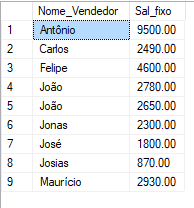 Nome_Vendedor Sal_fixo
1 Antônio 9500.00
2 Carlos 2490.00
3 Felipe 4600.00
4 João 2780.00
5 João 2650.00
6 Jonas 2300.00
7 José 1800.00
8 Josias 870.00
9 Maurício 2930.00